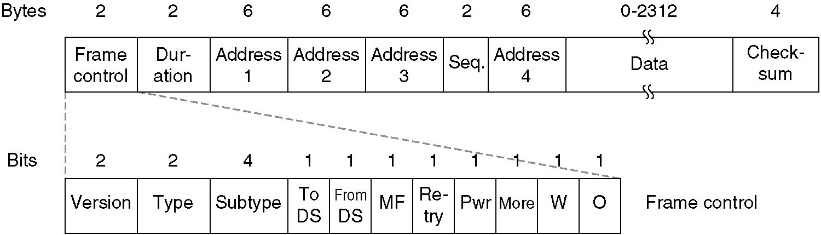 Bytes 2 2 6 6 6 2 6 0-2312 4
Frame control Dur-ation Address 1 Address 2 Address 3 Seq. Address 4 Data Check-sum
Bits 2 2 4 1 1 1 1 1 1 1 1
Version Type Subtype To DS From DS MF Re-try Pwr More W O Frame control